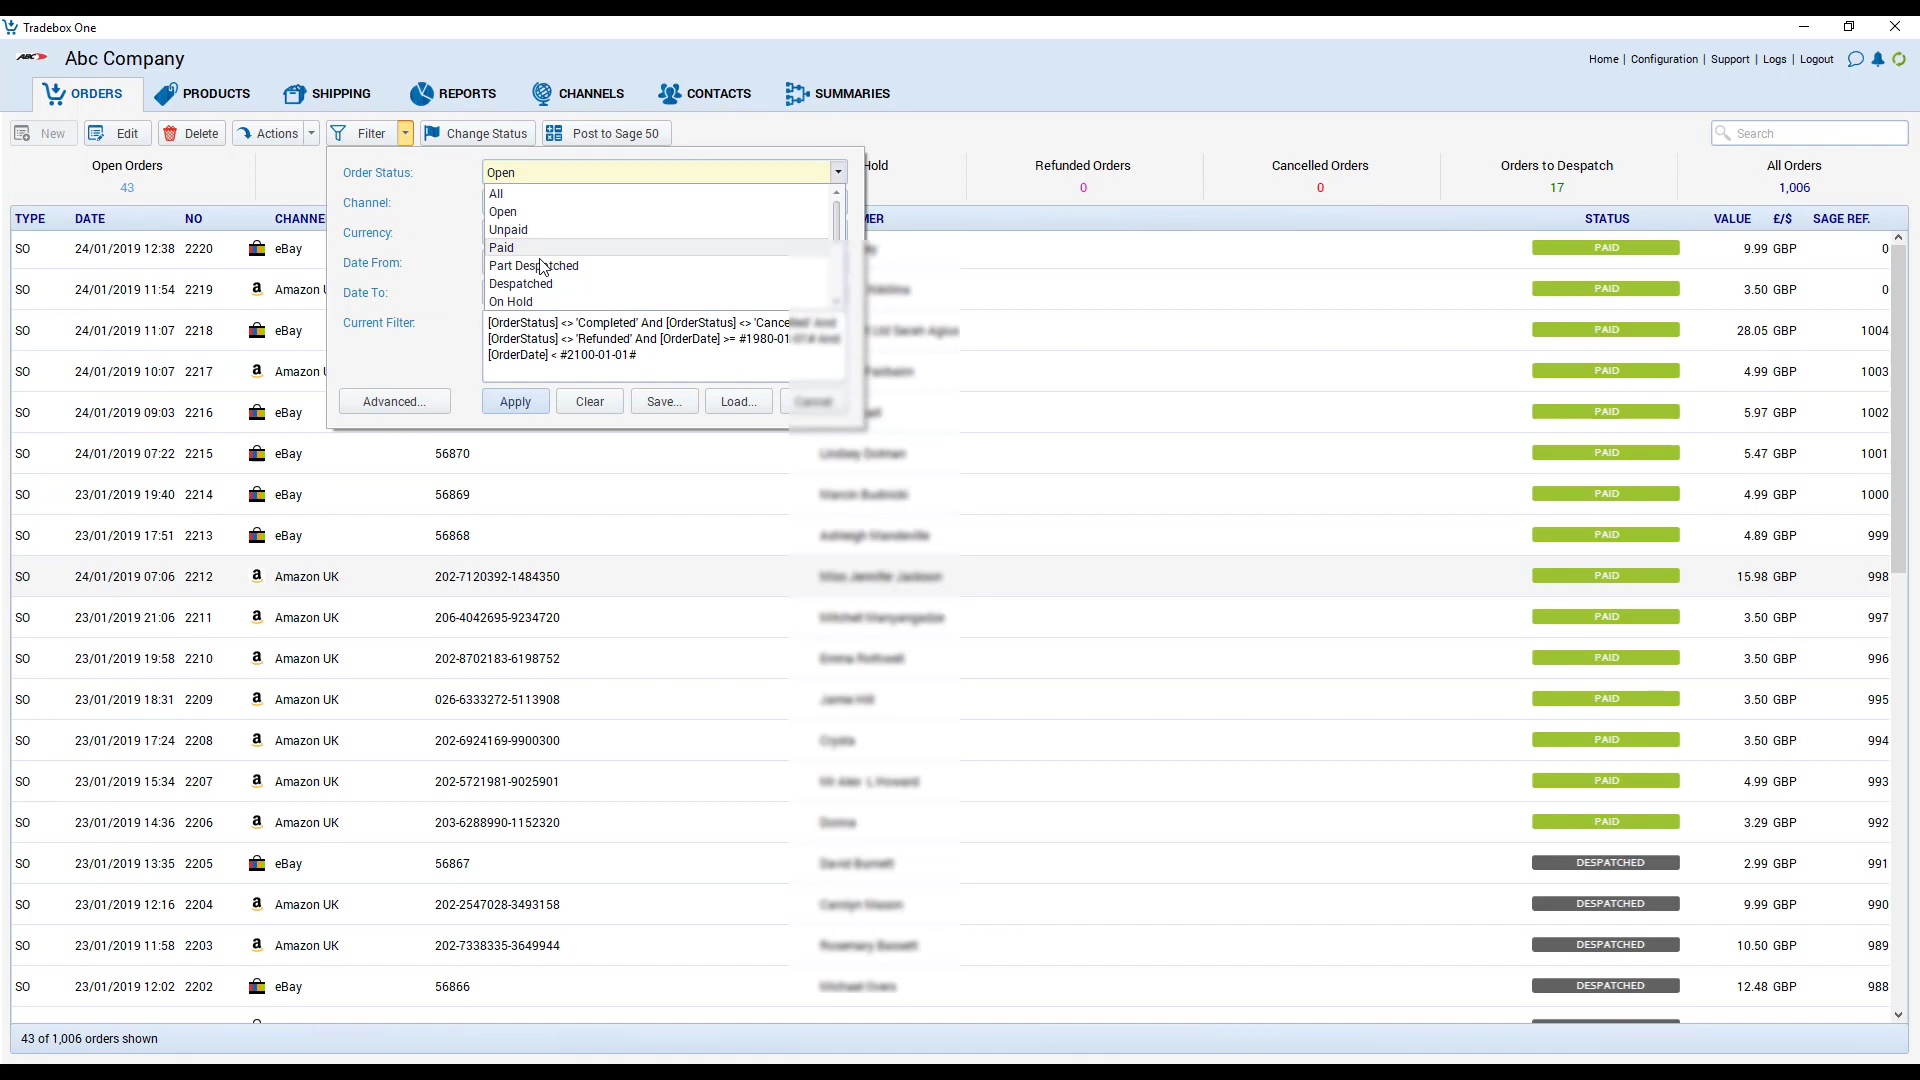 Tradebox One
ABC Abc Company
Home | Configuration | Support | Logs | Logout
ORDERS PRODUCTS SHIPPING REPORTS CHANNELS CONTACTS SUMMARIES
New Edit Delete Actions Filter Change Status Post to Sage 50 Search
Open Orders Hold Refunded Orders Cancelled Orders Orders to Despatch All Orders
43 0 0 17 1,006
Order Status: Open
All
Channel:
Open
Unpaid
Currency:
Paid
Date From: Part Despatched
Despatched
Date To:
On Hold
Current Filter: [OrderStatus] <> 'Completed' And [OrderStatus] <> 'Cancelled' And
[OrderStatus] <> 'Refunded' And [OrderDate] >= #1980-01-01# And
[OrderDate] < #2100-01-01#
Advanced... Apply Clear Save... Load... Cancel
TYPE DATE NO CHANNE MER STATUS VALUE £/$ SAGE REF.
SO 24/01/2019 12:38 2220 eBay PAID 9.99 GBP 0
SO 24/01/2019 11:54 2219 Amazon PAID 3.50 GBP 0
SO 24/01/2019 11:07 2218 eBay PAID 28.05 GBP 1004
SO 24/01/2019 10:07 2217 Amazon PAID 4.99 GBP 1003
SO 24/01/2019 09:03 2216 eBay PAID 5.97 GBP 1002
SO 24/01/2019 07:22 2215 eBay 56870 PAID 5.47 GBP 1001
SO 23/01/2019 19:40 2214 eBay 56869 PAID 4.99 GBP 1000
SO 23/01/2019 17:51 2213 eBay 56868 PAID 4.89 GBP 999
SO 24/01/2019 07:06 2212 Amazon UK 202-7120392-1484350 PAID 15.98 GBP 998
SO 23/01/2019 21:06 2211 Amazon UK 206-4042695-9234720 PAID 3.50 GBP 997
SO 23/01/2019 19:58 2210 Amazon UK 202-8702183-6198752 PAID 3.50 GBP 996
SO 23/01/2019 18:31 2209 Amazon UK 026-6333272-5113908 PAID 3.50 GBP 995
SO 23/01/2019 17:24 2208 Amazon UK 202-6924169-9900300 PAID 3.50 GBP 994
SO 23/01/2019 15:34 2207 Amazon UK 202-5721981-9025901 PAID 4.99 GBP 993
SO 23/01/2019 14:36 2206 Amazon UK 203-6288990-1152320 PAID 3.29 GBP 992
SO 23/01/2019 13:35 2205 eBay 56867 DESPATCHED 2.99 GBP 991
SO 23/01/2019 12:16 2204 Amazon UK 202-2547028-3493158 DESPATCHED 9.99 GBP 990
SO 23/01/2019 11:58 2203 Amazon UK 202-7338335-3649944 DESPATCHED 10.50 GBP 989
SO 23/01/2019 12:02 2202 eBay 56866 DESPATCHED 12.48 GBP 988
43 of 1,006 orders shown